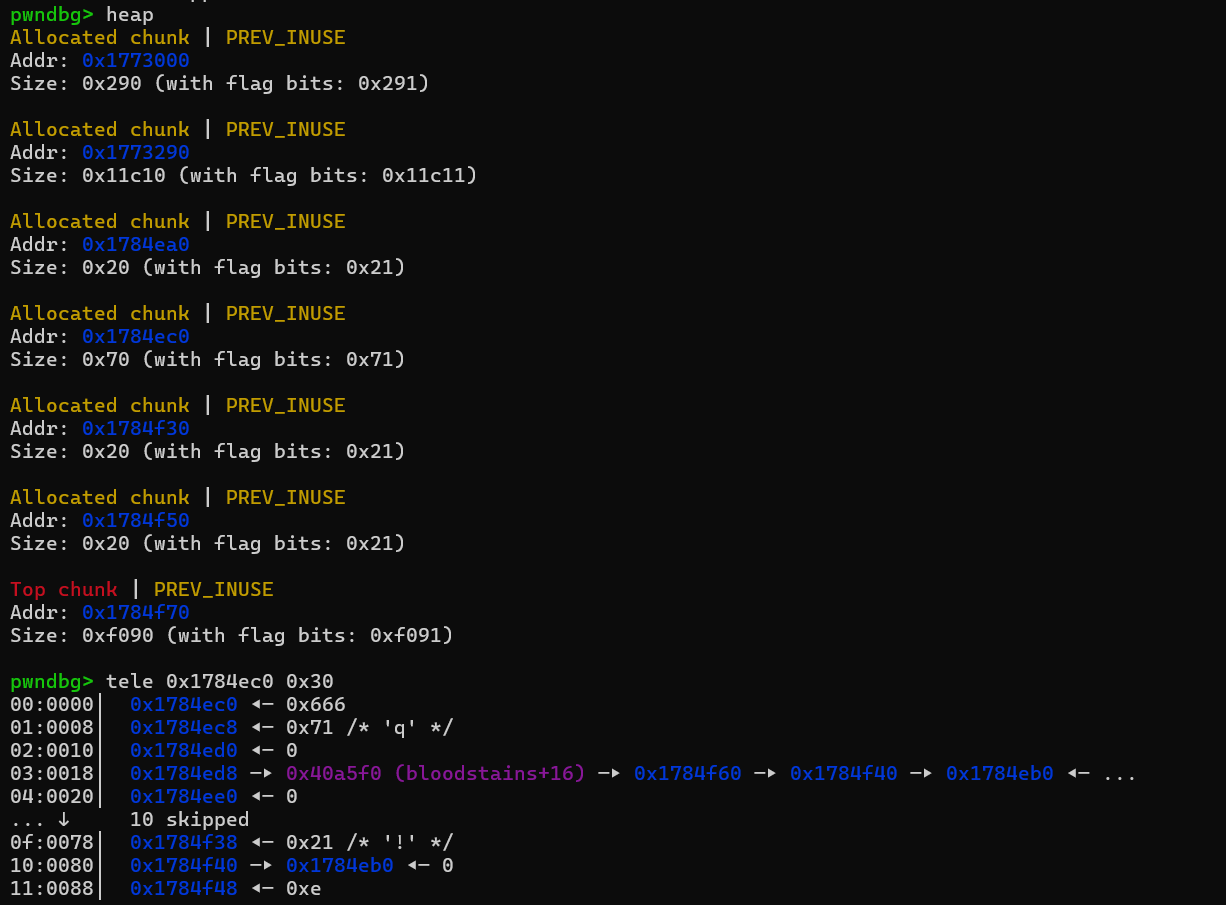 pwndbg> heap
Allocated chunk | PREV_INUSE
Addr: 0x1773000
Size: 0x290 (with flag bits: 0x291)
Allocated chunk | PREV_INUSE
Addr: 0x1773290
Size: 0x11c10 (with flag bits: 0x11c11)
Allocated chunk | PREV_INUSE
Addr: 0x1784ea0
Size: 0x20 (with flag bits: 0x21)
Allocated chunk | PREV_INUSE
Addr: 0x1784ec0
Size: 0x70 (with flag bits: 0x71)
Allocated chunk | PREV_INUSE
Addr: 0x1784f30
Size: 0x20 (with flag bits: 0x21)
Allocated chunk | PREV_INUSE
Addr: 0x1784f50
Size: 0x20 (with flag bits: 0x21)
Top chunk | PREV_INUSE
Addr: 0x1784f70
Size: 0xf090 (with flag bits: 0xf091)
pwndbg> tele 0x1784ec0 0x30
00:0000│ 0x1784ec0 ◂— 0x666
01:0008│ 0x1784ec8 ◂— 0x71 /* 'q' */
02:0010│ 0x1784ed0 ◂— 0
03:0018│ 0x1784ed8 —▸ 0x40a5f0 (bloodstains+16) —▸ 0x1784f60 —▸ 0x1784f40 —▸ 0x1784eb0 ◂— ...
04:0020│ 0x1784ee0 ◂— 0
... ↓ 10 skipped
0f:0078│ 0x1784f38 ◂— 0x21 /* '!' */
10:0080│ 0x1784f40 —▸ 0x1784eb0 ◂— 0
11:0088│ 0x1784f48 ◂— 0xe